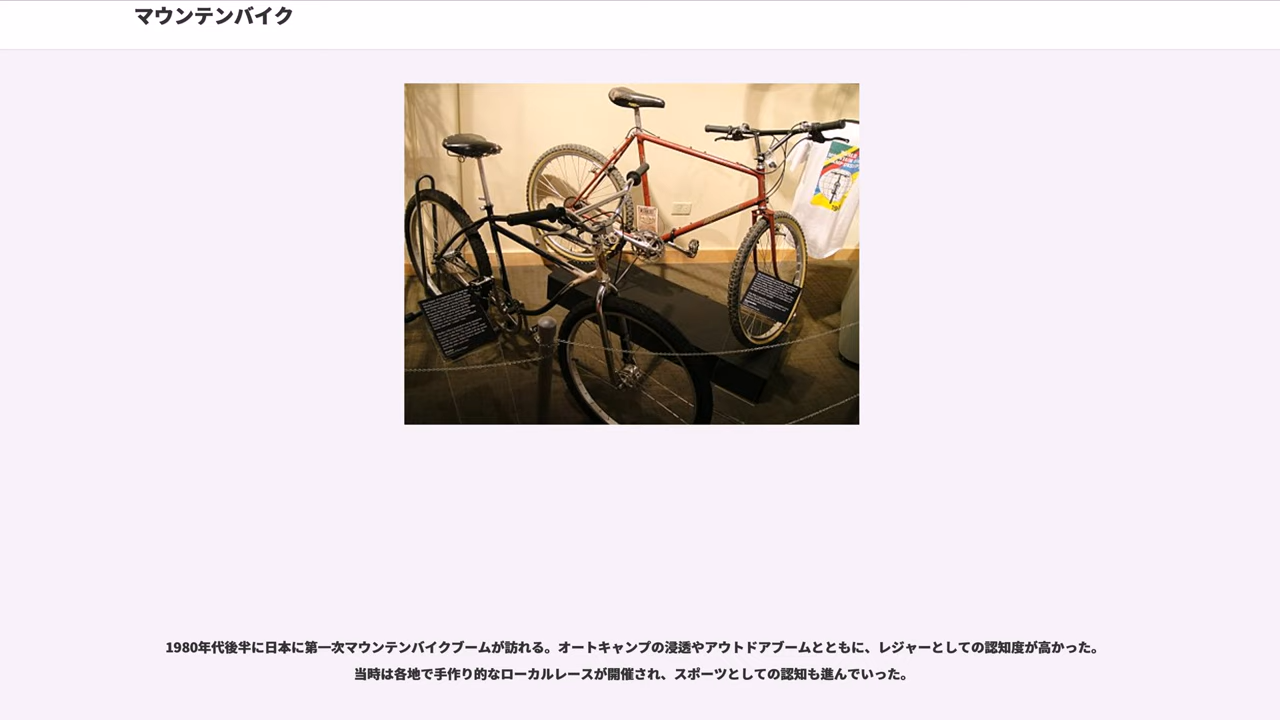 マウンテンバイク
1980年代後半に日本に第一次マウンテンバイクブームが訪れる。オートキャンプの浸透やアウトドアブームとともに、レジャーとしての認知度が高かった。
当時は各地で手作り的なローカルレースが開催され、スポーツとしての認知も進んでいった。